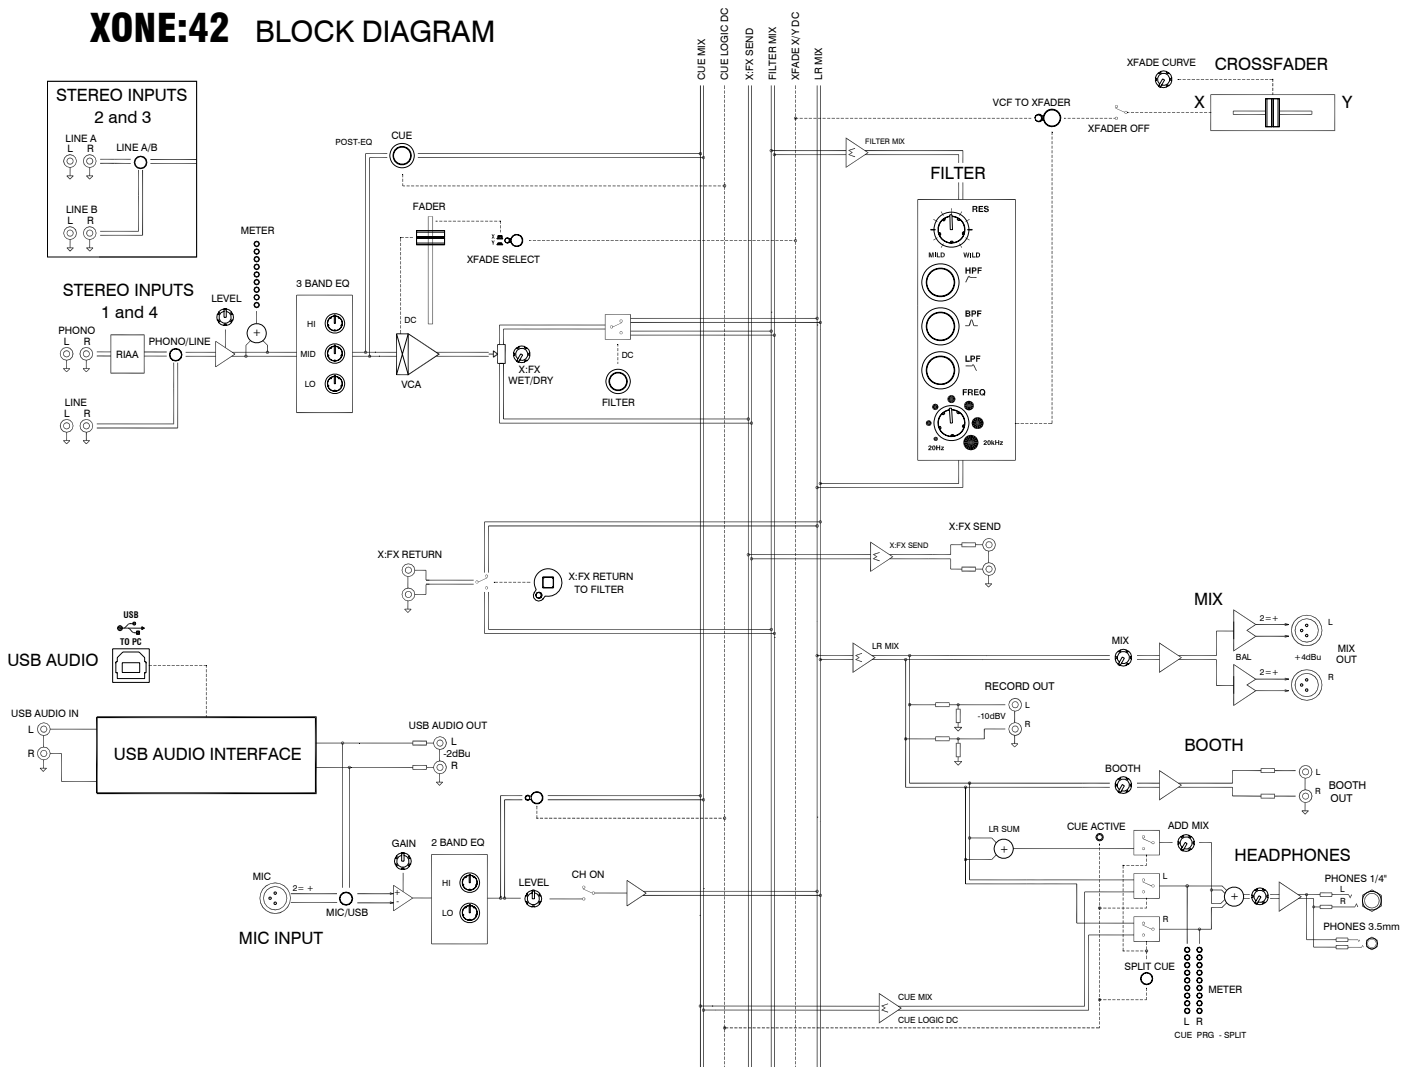 XONE:42 BLOCK DIAGRAM
CUE MIX
CUE LOGIC DC
X:FX SEND
FILTER MIX
XFADE X/Y DC
LR MIX
STEREO INPUTS
2 and 3
LINE A
L R
LINE A/B
LINE B
L R
STEREO INPUTS
1 and 4
PHONO
L R
RIAA
PHONO/LINE
LINE
L R
LEVEL
METER
+
3 BAND EQ
HI
MID
LO
POST-EQ
CUE
FADER
X
Y
XFADE SELECT
DC
VCA
X:FX
WET/DRY
DC
FILTER
XFADE CURVE
CROSSFADER
X
Y
VCF TO XFADER
XFADER OFF
Σ
FILTER MIX
FILTER
RES
MILD WILD
HPF
BPF
LPF
FREQ
20Hz 20kHz
X:FX RETURN
X:FX RETURN
TO FILTER
Σ
X:FX SEND
X:FX SEND
USB
TO PC
USB AUDIO
USB AUDIO IN
L
R
USB AUDIO INTERFACE
USB AUDIO OUT
L
-2dBu
R
Σ
LR MIX
MIX
MIX
2=+
L
BAL
+4dBu
MIX
OUT
2=+
R
RECORD OUT
L
-10dBV
R
BOOTH
BOOTH
L
R
BOOTH
OUT
MIC
2= +
MIC/USB
MIC INPUT
GAIN
+
-
2 BAND EQ
HI
LO
LEVEL
CH ON
LR SUM
+
CUE ACTIVE
ADD MIX
HEADPHONES
L
R
+
PHONES 1/4"
L
R
PHONES 3.5mm
SPLIT CUE
METER
L R
CUE PRG - SPLIT
Σ
CUE MIX
CUE LOGIC DC